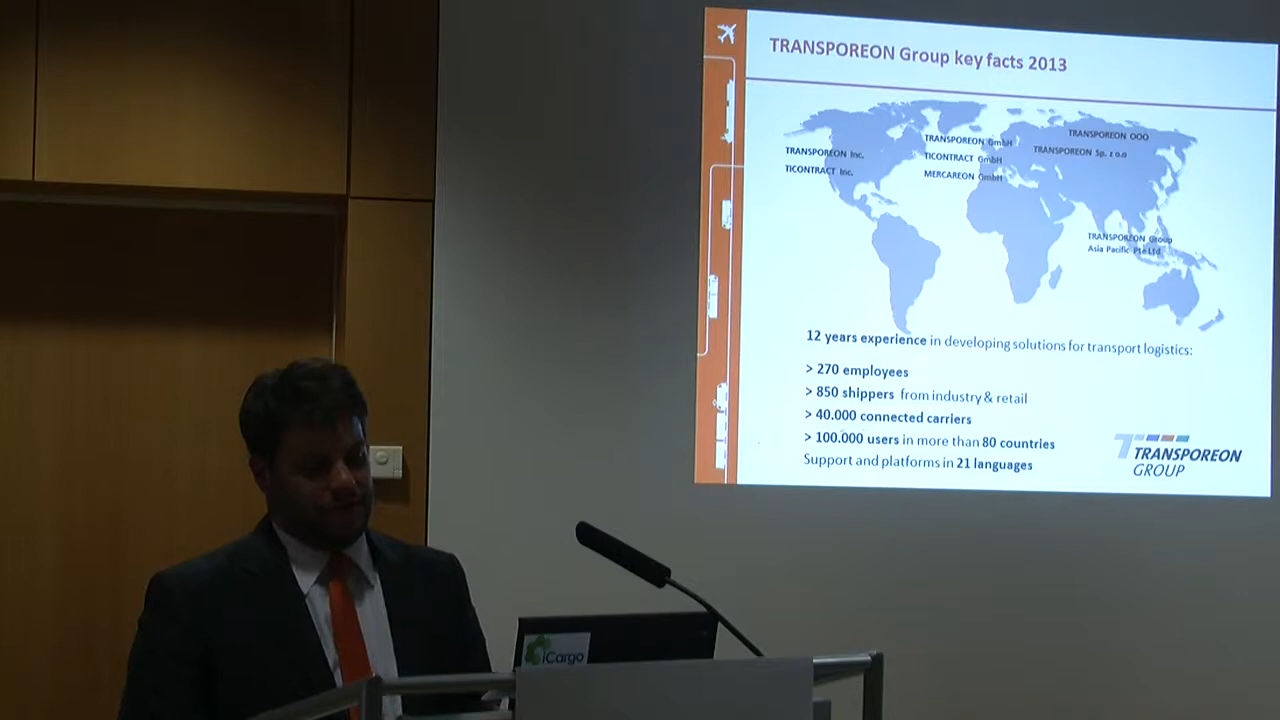 TRANSPOREON Group key facts 2013
TRANSPOREON Inc.
TICONTRACT Inc.
TRANSPOREON GmbH
TICONTRACT GmbH
MERCAREON GmbH
TRANSPOREON OOO
TRANSPOREON Sp. z o.o
TRANSPOREON Group
Asia Pacific Pte Ltd.
12 years experience in developing solutions for transport logistics:
> 270 employees
> 850 shippers from industry & retail
> 40.000 connected carriers
> 100.000 users in more than 80 countries
Support and platforms in 21 languages
TRANSPOREON
GROUP
iCargo